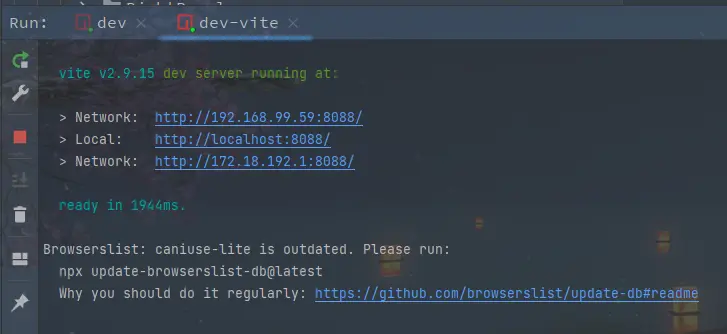 Run: dev × dev-vite ×
vite v2.9.15 dev server running at:
> Network: http://192.168.99.59:8088/
> Local: http://localhost:8088/
> Network: http://172.18.192.1:8088/
ready in 1944ms.
Browserslist: caniuse-lite is outdated. Please run:
npx update-browserslist-db@latest
Why you should do it regularly: https://github.com/browserslist/update-db#readme